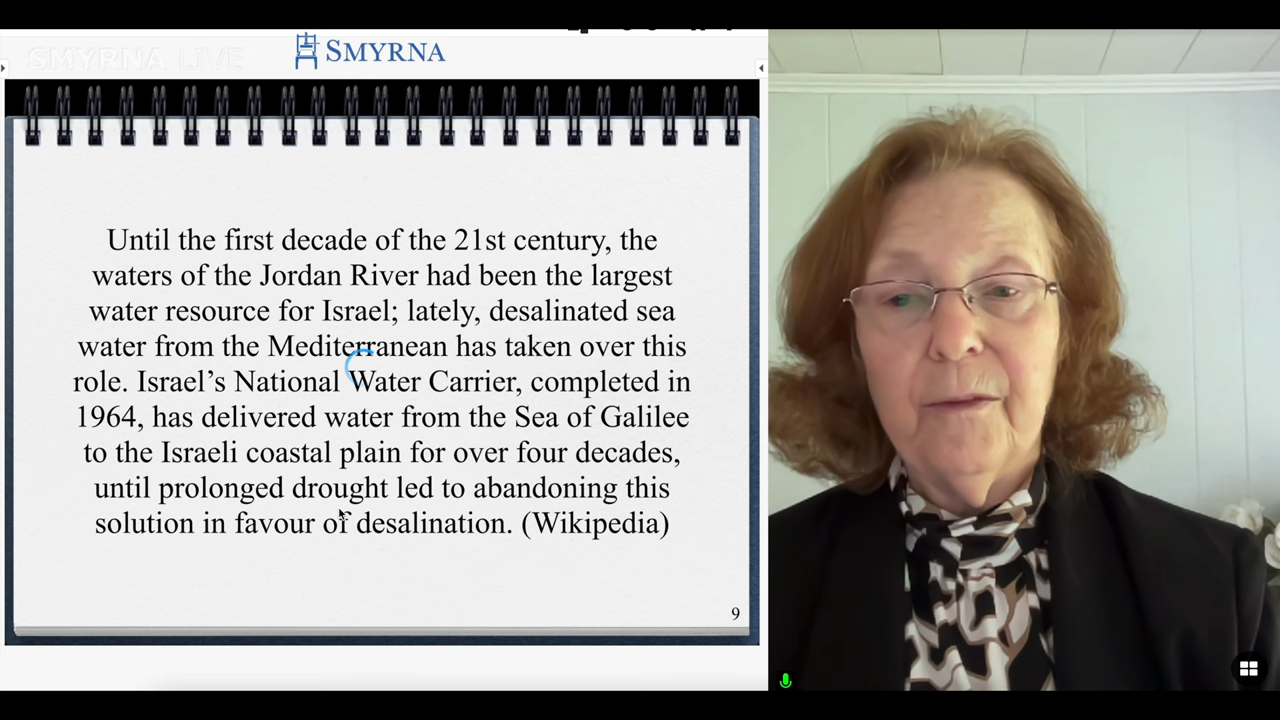 SMYRNA LIVE
SMYRNA
Until the first decade of the 21st century, the
waters of the Jordan River had been the largest
water resource for Israel; lately, desalinated sea
water from the Mediterranean has taken over this
role. Israel’s National Water Carrier, completed in
1964, has delivered water from the Sea of Galilee
to the Israeli coastal plain for over four decades,
until prolonged drought led to abandoning this
solution in favour of desalination. (Wikipedia)
9